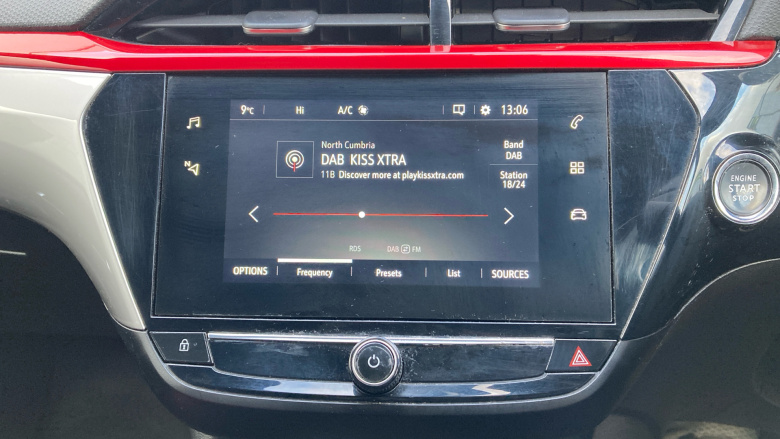 9°C Hi A/C 13:06
North Cumbria
DAB KISS XTRA
11B Discover more at playkissxtra.com
Band
DAB
Station
18/24
N
RDS DAB FM
OPTIONS Frequency Presets List SOURCES
ENGINE
START
STOP